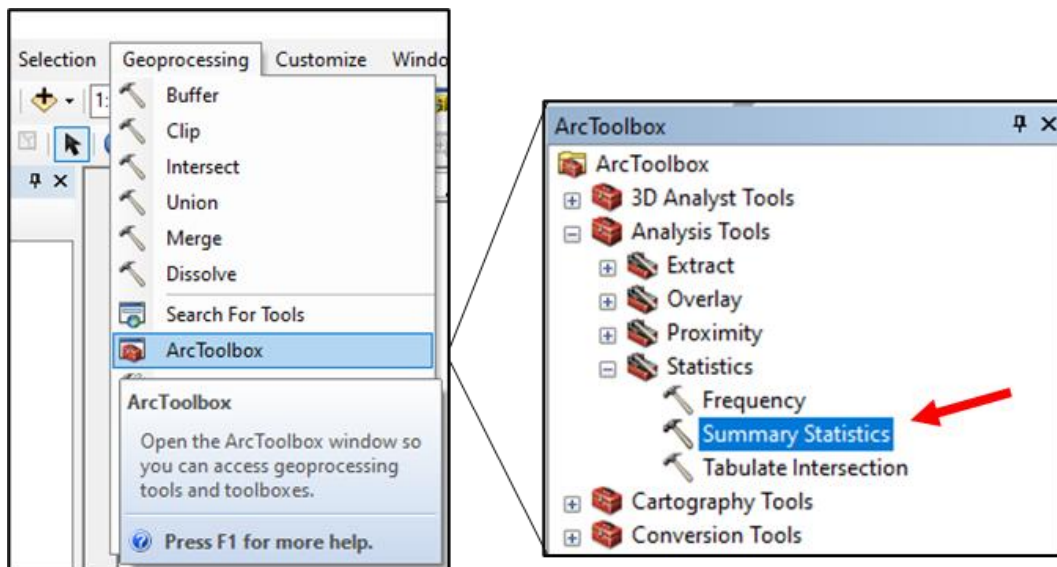 Selection Geoprocessing Customize Windo
1:
Buffer
Clip
Intersect
Union
Merge
Dissolve
Search For Tools
ArcToolbox
ArcToolbox
Open the ArcToolbox window so
you can access geoprocessing
tools and toolboxes.
Press F1 for more help.
ArcToolbox
ArcToolbox
3D Analyst Tools
Analysis Tools
Extract
Overlay
Proximity
Statistics
Frequency
Summary Statistics
Tabulate Intersection
Cartography Tools
Conversion Tools